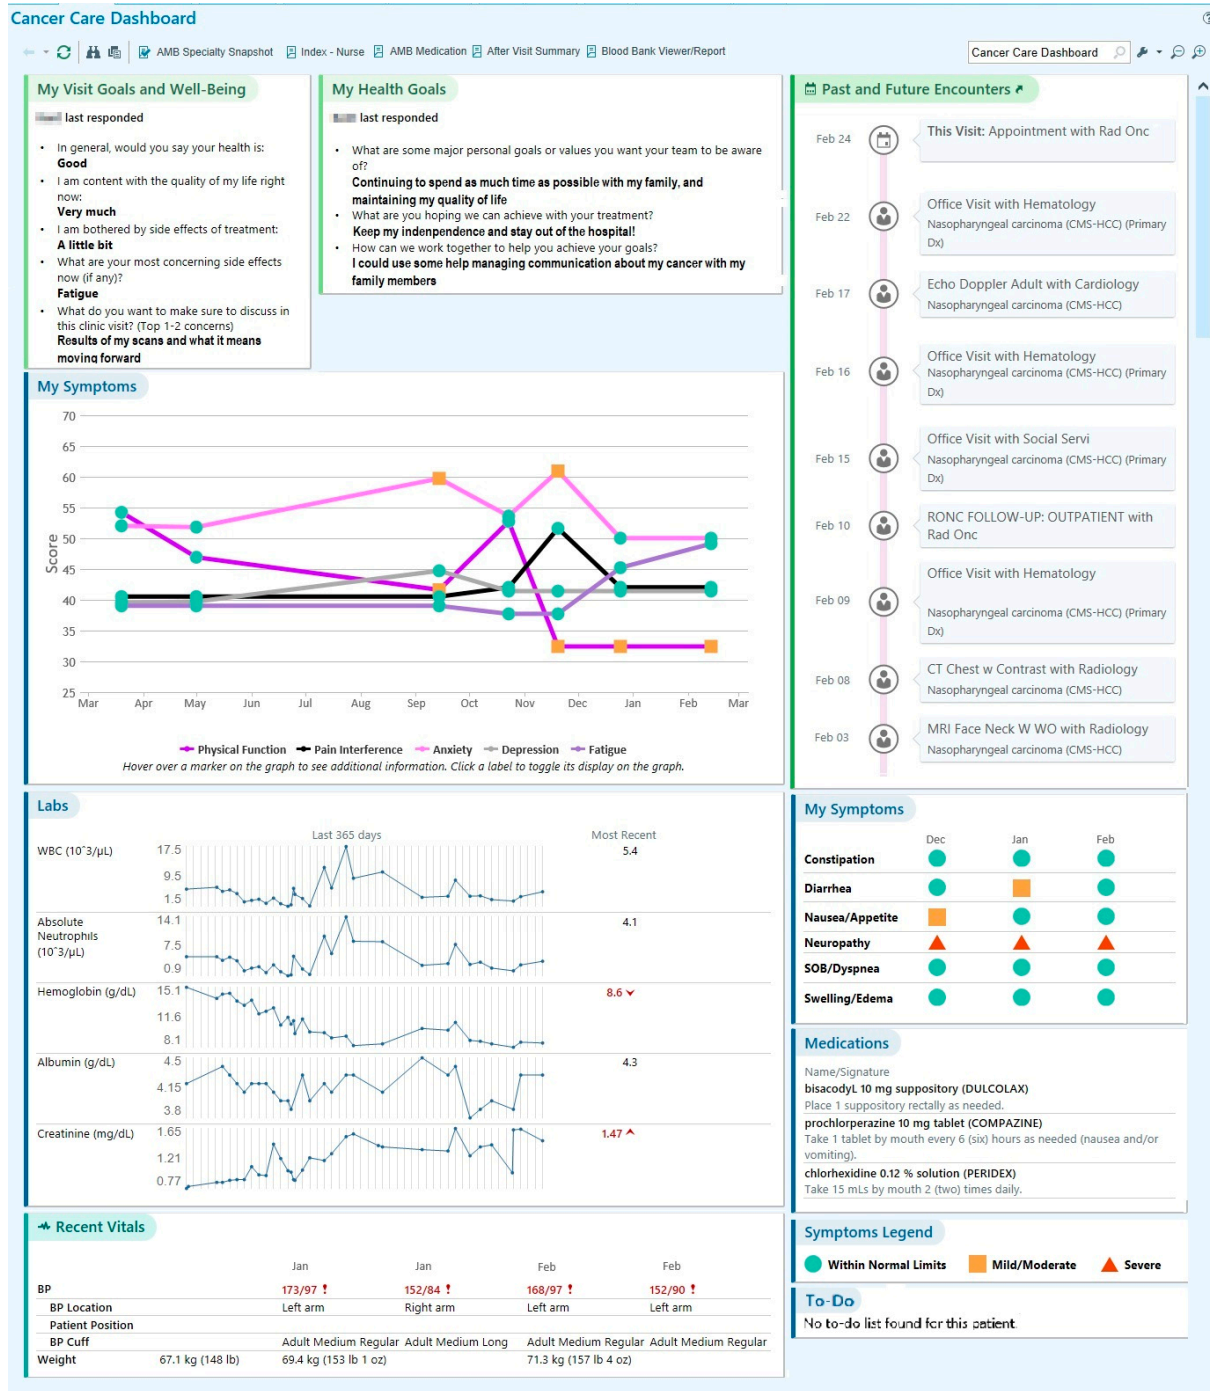 Cancer Care Dashboard
AMB Specialty Snapshot Index - Nurse AMB Medication After Visit Summary Blood Bank Viewer/Report
Cancer Care Dashboard
My Visit Goals and Well-Being
last responded
• In general, would you say your health is:
Good
• I am content with the quality of my life right
now:
Very much
• I am bothered by side effects of treatment:
A little bit
• What are your most concerning side effects
now (if any)?
Fatigue
• What do you want to make sure to discuss in
this clinic visit? (Top 1-2 concerns)
Results of my scans and what it means
moving forward
My Health Goals
last responded
• What are some major personal goals or values you want your team to be aware
of?
Continuing to spend as much time as possible with my family, and
maintaining my quality of life
• What are you hoping we can achieve with your treatment?
Keep my indenpendence and stay out of the hospital!
• How can we work together to help you achieve your goals?
I could use some help managing communication about my cancer with my
family members
Past and Future Encounters
Feb 24
This Visit: Appointment with Rad Onc
Feb 22
Office Visit with Hematology
Nasopharyngeal carcinoma (CMS-HCC) (Primary
Dx)
Feb 17
Echo Doppler Adult with Cardiology
Nasopharyngeal carcinoma (CMS-HCC)
Feb 16
Office Visit with Hematology
Nasopharyngeal carcinoma (CMS-HCC) (Primary
Dx)
Feb 15
Office Visit with Social Servi
Nasopharyngeal carcinoma (CMS-HCC) (Primary
Dx)
Feb 10
RONC FOLLOW-UP: OUTPATIENT with
Rad Onc
Feb 09
Office Visit with Hematology
Nasopharyngeal carcinoma (CMS-HCC) (Primary
Dx)
Feb 08
CT Chest w Contrast with Radiology
Nasopharyngeal carcinoma (CMS-HCC)
Feb 03
MRI Face Neck W WO with Radiology
Nasopharyngeal carcinoma (CMS-HCC)
My Symptoms
70
65
60
55
50
45
40
35
30
25
Score
Mar Apr May Jun Jul Aug Sep Oct Nov Dec Jan Feb Mar
Physical Function Pain Interference Anxiety Depression Fatigue
Hover over a marker on the graph to see additional information. Click a label to toggle its display on the graph.
Labs
Last 365 days Most Recent
WBC (10^3/µL) 17.5 5.4
9.5
1.5
Absolute 14.1 4.1
Neutrophils
(10^3/µL) 7.5
0.9
Hemoglobin (g/dL) 15.1 8.6
11.6
8.1
Albumin (g/dL) 4.5 4.3
4.15
3.8
Creatinine (mg/dL) 1.65 1.47
1.21
0.77
My Symptoms
Dec Jan Feb
Constipation
Diarrhea
Nausea/Appetite
Neuropathy
SOB/Dyspnea
Swelling/Edema
Medications
Name/Signature
bisacodyL 10 mg suppository (DULCOLAX)
Place 1 suppository rectally as needed.
prochlorperazine 10 mg tablet (COMPAZINE)
Take 1 tablet by mouth every 6 (six) hours as needed (nausea and/or
vomiting).
chlorhexidine 0.12 % solution (PERIDEX)
Take 15 mLs by mouth 2 (two) times daily.
Recent Vitals
Jan Jan Feb Feb
BP 173/97 ! 152/84 ! 168/97 ! 152/90 !
BP Location Left arm Right arm Left arm Left arm
Patient Position
BP Cuff Adult Medium Regular Adult Medium Long Adult Medium Regular Adult Medium Regular
Weight 67.1 kg (148 lb) 69.4 kg (153 lb 1 oz) 71.3 kg (157 lb 4 oz)
Symptoms Legend
Within Normal Limits Mild/Moderate Severe
To-Do
No to-do list found for this patient.